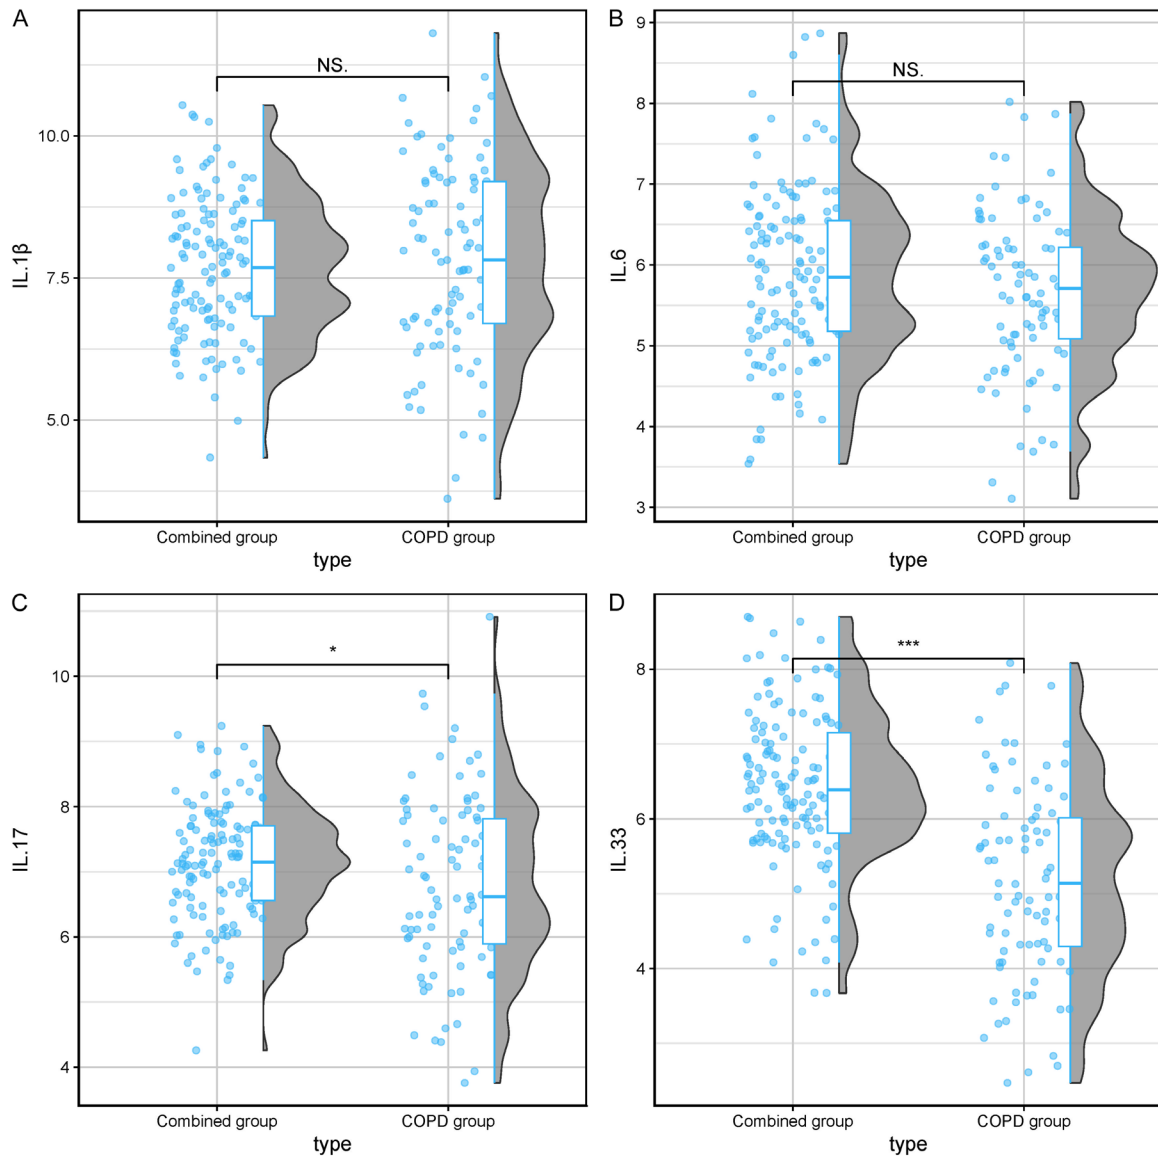 A
NS.
10.0
7.5
5.0
IL.1β
Combined group
COPD group
type
B
NS.
9
8
7
6
5
4
3
IL.6
Combined group
COPD group
type
C
*
10
8
6
4
IL.17
Combined group
COPD group
type
D
***
8
6
4
IL.33
Combined group
COPD group
type